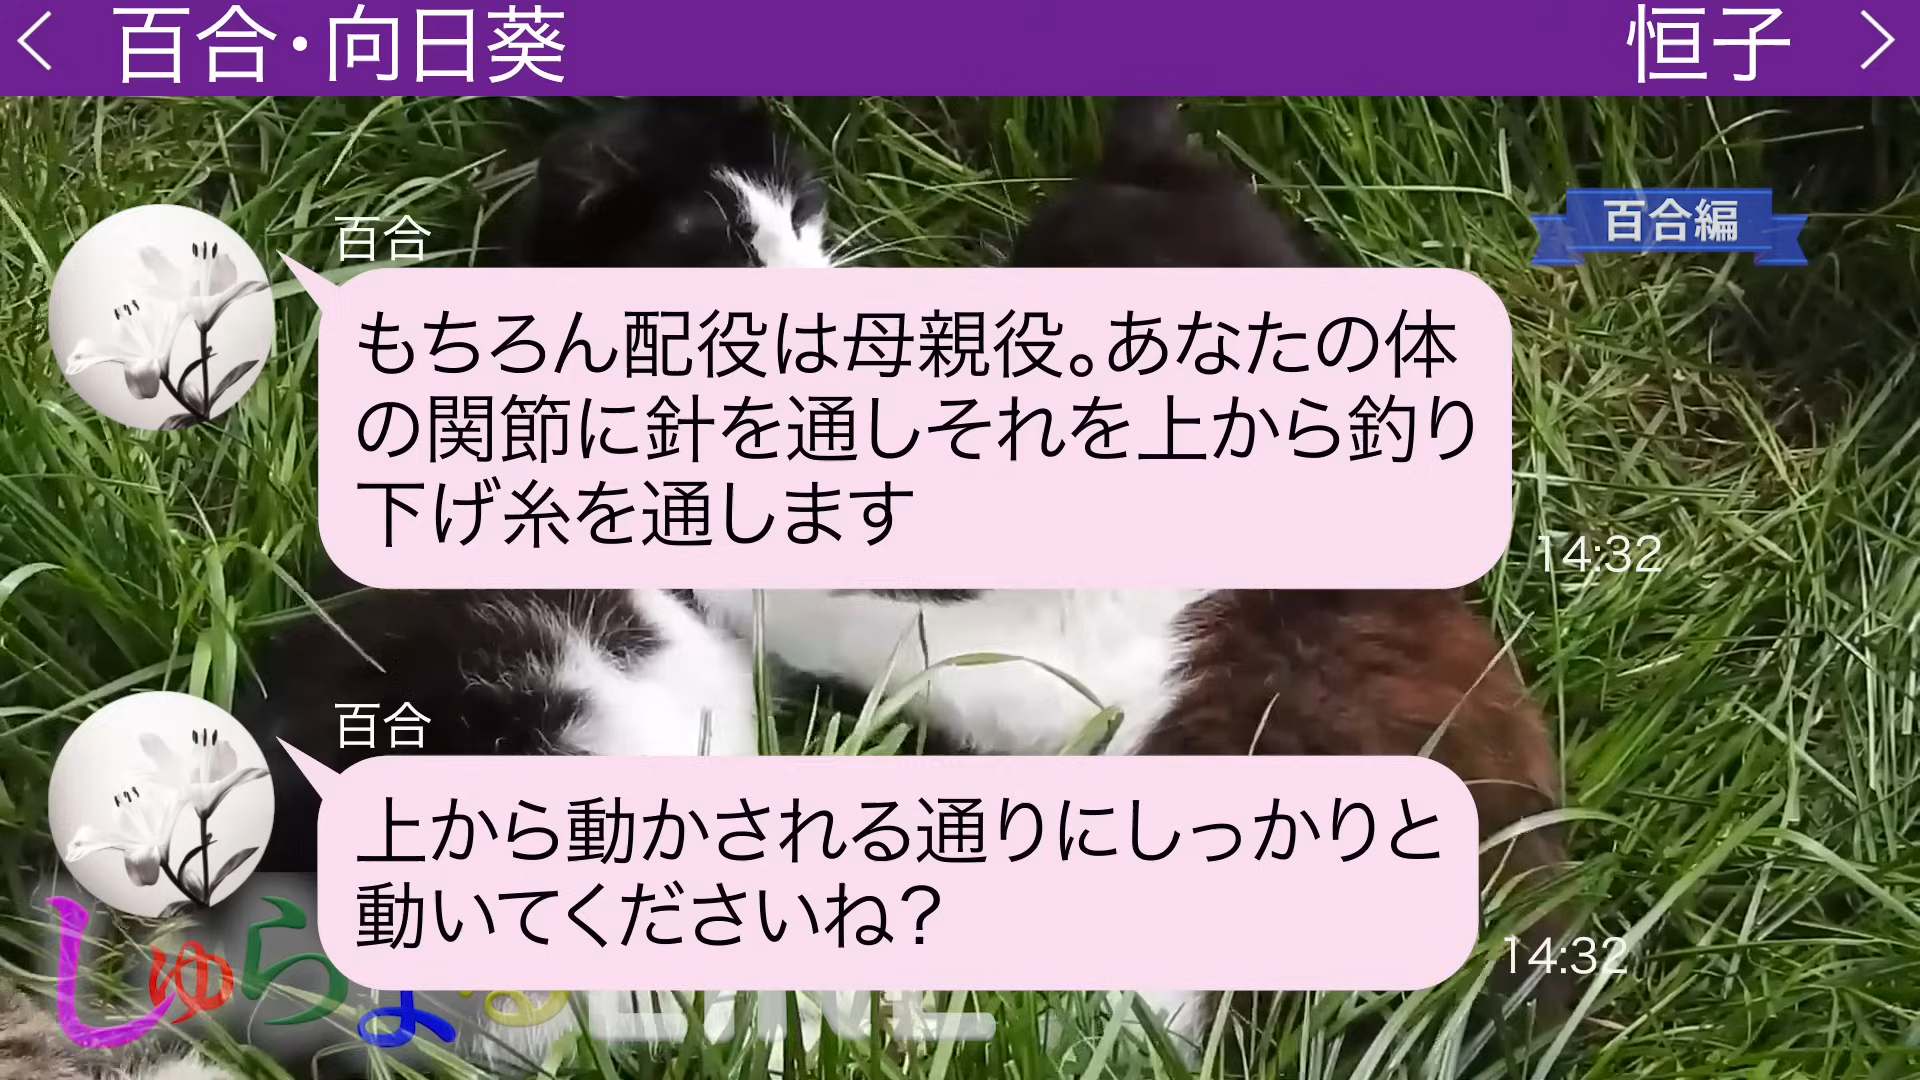 百合・向日葵
恒子
百合編
百合
もちろん配役は母親役。あなたの体
の関節に針を通しそれを上から釣り
下げ糸を通します
14:32
百合
上から動かされる通りにしっかりと
動いてくださいね?
14:32
しゅらよる